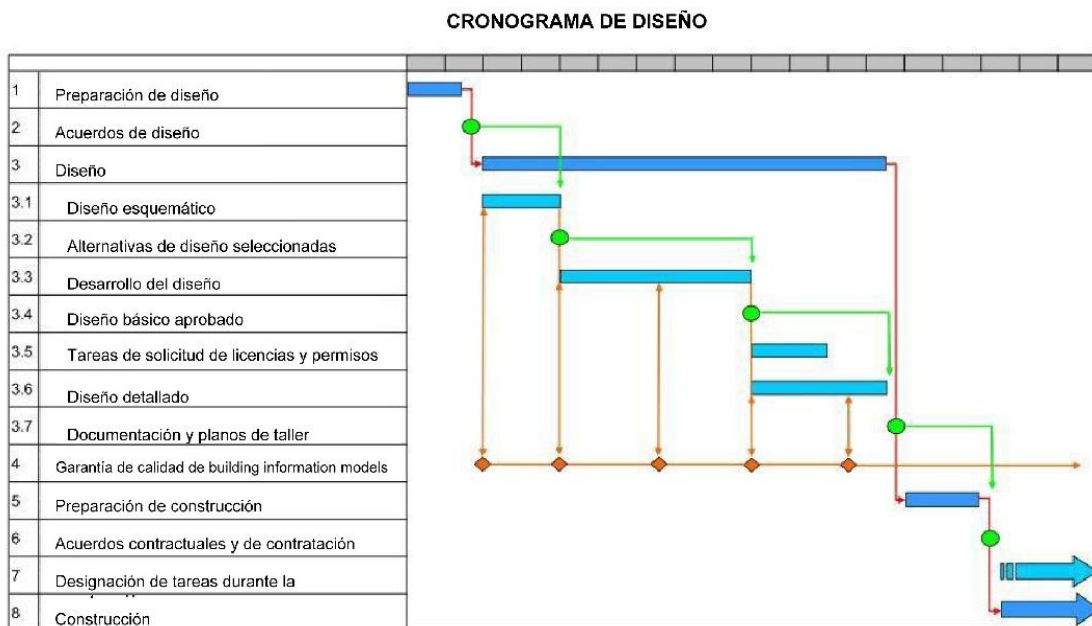 CRONOGRAMA DE DISEÑO
1 Preparación de diseño
2 Acuerdos de diseño
3 Diseño
3.1 Diseño esquemático
3.2 Alternativas de diseño seleccionadas
3.3 Desarrollo del diseño
3.4 Diseño básico aprobado
3.5 Tareas de solicitud de licencias y permisos
3.6 Diseño detallado
3.7 Documentación y planos de taller
4 Garantía de calidad de building information models
5 Preparación de construcción
6 Acuerdos contractuales y de contratación
7 Designación de tareas durante la
8 Construcción